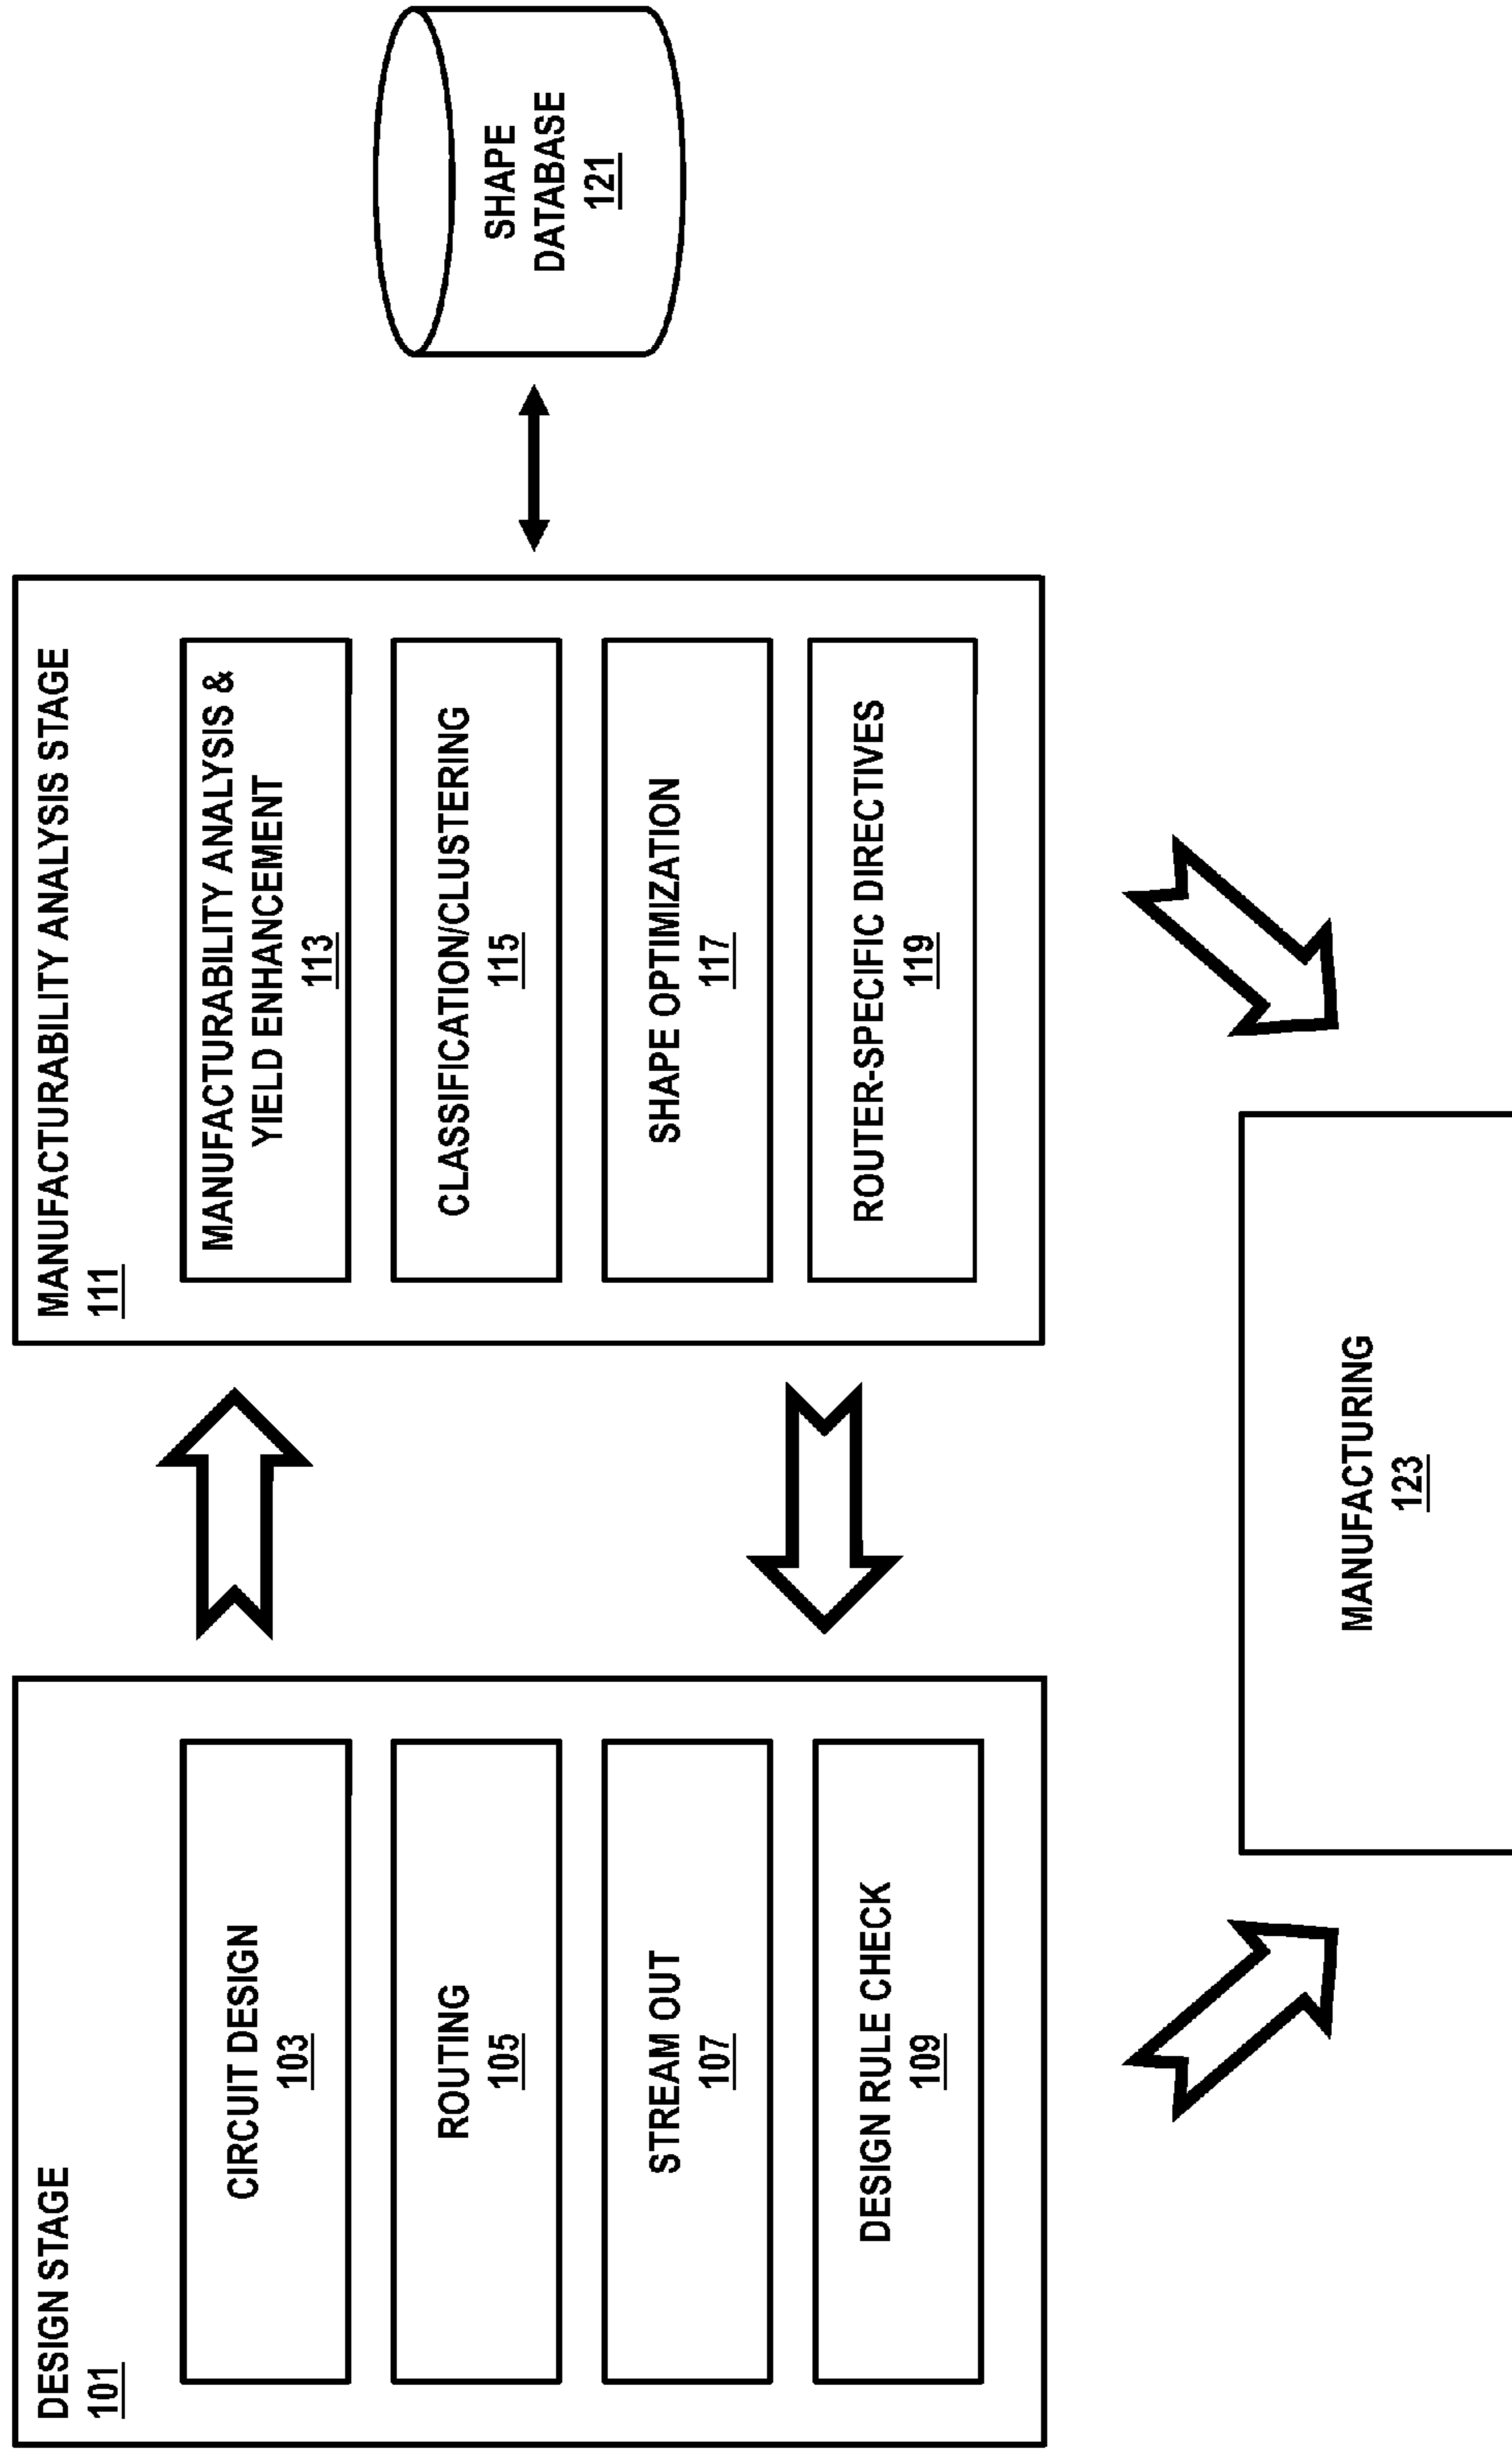 DESIGN STAGE
101
CIRCUIT DESIGN
103
ROUTING
105
STREAM OUT
107
DESIGN RULE CHECK
109
MANUFACTURABILITY ANALYSIS STAGE
111
MANUFACTURABILITY ANALYSIS &
YIELD ENHANCEMENT
113
CLASSIFICATION/CLUSTERING
115
SHAPE OPTIMIZATION
117
ROUTER-SPECIFIC DIRECTIVES
119
SHAPE
DATABASE
121
MANUFACTURING
123